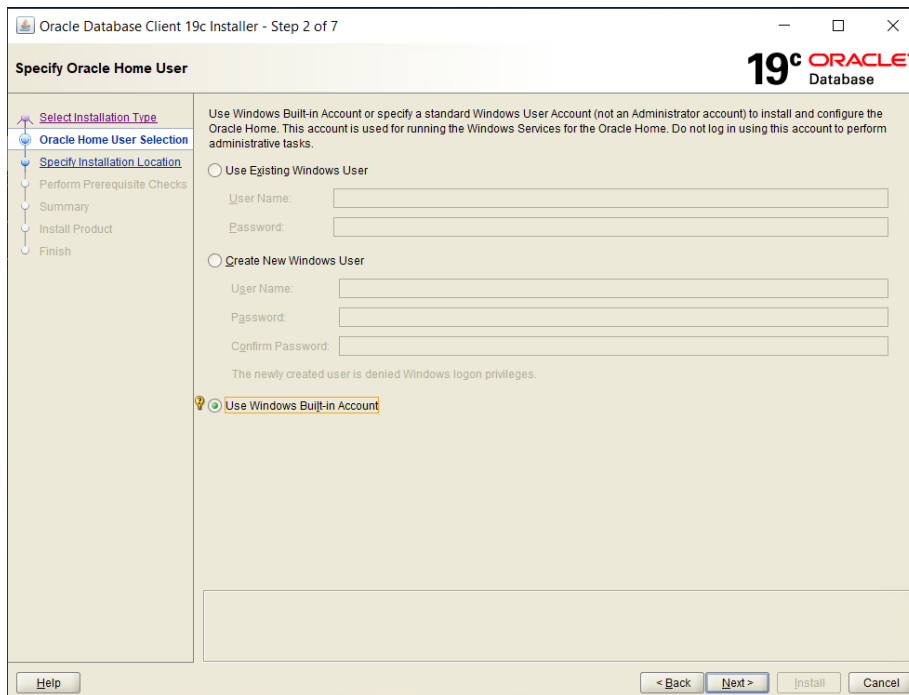 Oracle Database Client 19c Installer - Step 2 of 7
Specify Oracle Home User
19c ORACLE
Database
Select Installation Type
Oracle Home User Selection
Specify Installation Location
Perform Prerequisite Checks
Summary
Install Product
Finish
Use Windows Built-in Account or specify a standard Windows User Account (not an Administrator account) to install and configure the
Oracle Home. This account is used for running the Windows Services for the Oracle Home. Do not log in using this account to perform
administrative tasks.
Use Existing Windows User
User Name:
Password:
Create New Windows User
User Name:
Password:
Confirm Password:
The newly created user is denied Windows logon privileges.
Use Windows Built-in Account
Help
< Back
Next >
Install
Cancel